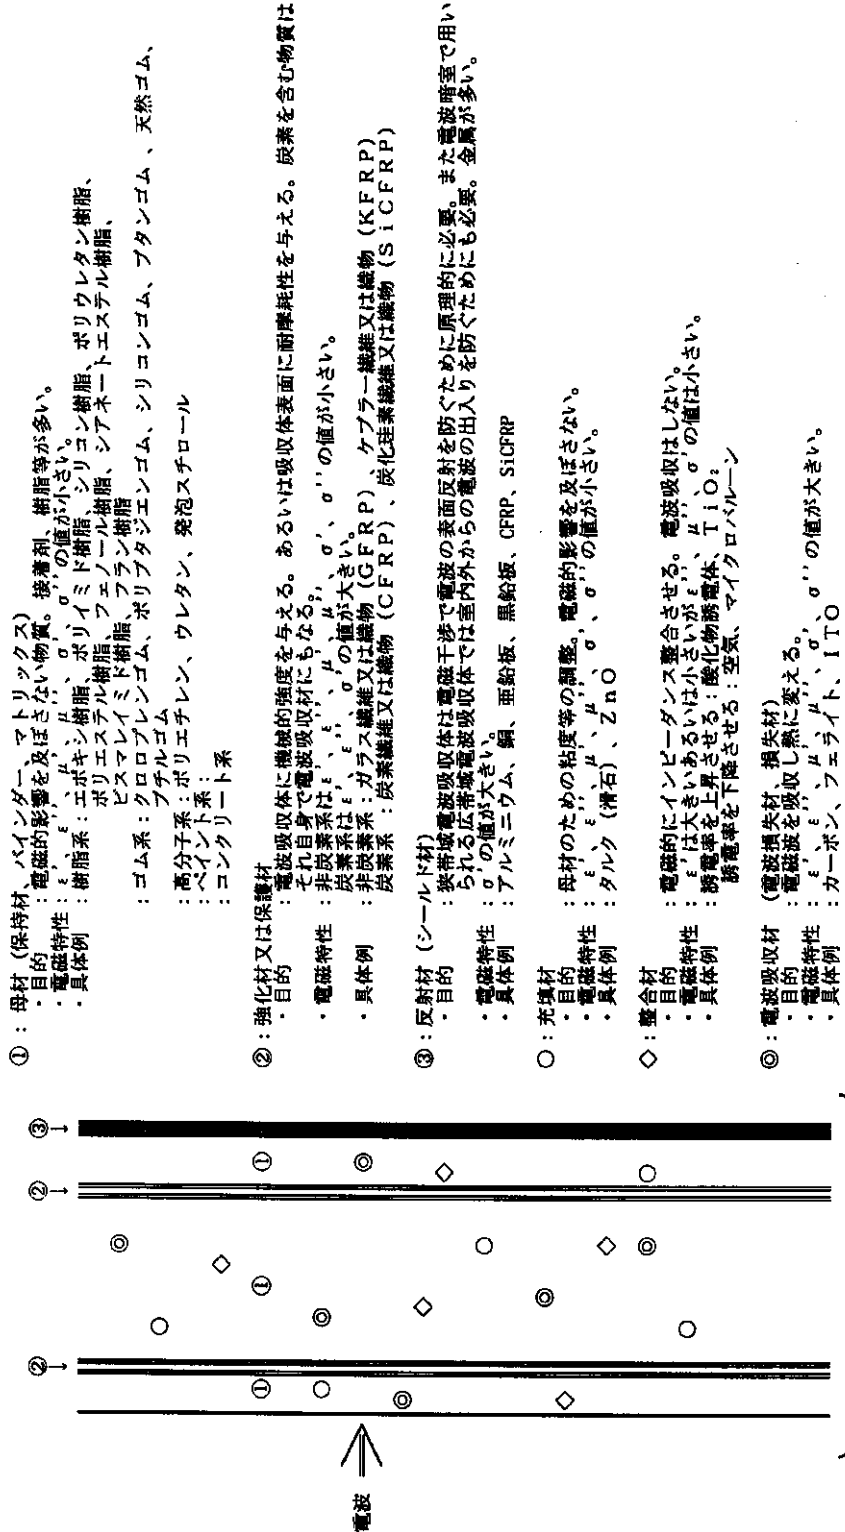 ①：母材（保持材、バインダー、マトリックス）
・目的　：電磁的影響を及ぼさない物質。接着剤、樹脂等が多い。
・電磁特性：ε'、ε''、μ'、μ''、σ'、σ''の値が小さい。
・具体例　：樹脂系：エポキシ樹脂、ポリイミド樹脂、シリコン樹脂、ポリウレタン樹脂、
ポリエステル樹脂、フェノール樹脂、シアネートエステル樹脂、
ビスマレイミド樹脂、フラン樹脂
：ゴム系：クロロプレンゴム、ポリブタジエンゴム、シリコンゴム、ブタンゴム、天然ゴム、
ブチルゴム
：高分子系：ポリエチレン、ウレタン、発泡スチロール
：ペイント系：
：コンクリート系
②：強化材又は保護材
・目的　：電波吸収体に機械的強度を与える。あるいは吸収体表面に耐摩耗性を与える。炭素を含む物質は
それ自身で電波吸収材にもなる。
・電磁特性：非炭素系はε'、ε''、μ'、μ''、σ'、σ''の値が小さい。
炭素系はε'、ε''、σ'の値が大きい。
・具体例　：非炭素系：ガラス繊維又は織物（GFRP）、ケブラー繊維又は織物（KFRP）
炭素系：炭素繊維又は織物（CFRP）、炭化珪素繊維又は織物（SiCFRP）
③：反射材（シールド材）
・目的　：狭帯域電波吸収体は電磁干渉で電波の表面反射を防ぐために原理的に必要。また電波暗室で用い
られる広帯域電波吸収体では室内外からの電波の出入りを防ぐためにも必要。金属が多い。
・電磁特性：σ'の値が大きい。
・具体例　：アルミニウム、銅、亜鉛板、黒鉛板、CFRP、SiCFRP
○：充填材
・目的　：母材のための粘度等の調整。電磁的影響を及ぼさない。
・電磁特性：ε'、ε''、μ'、μ''、σ'、σ''の値が小さい。
・具体例　：タルク（滑石）、ZnO
◇：整合材
・目的　：電磁的にインピーダンス整合させる。電波吸収はしない。
・電磁特性：ε'は大きいあるいは小さいがε''、μ''、σ'の値は小さい。
・具体例　：誘電率を上昇させる：酸化物誘電体、TiO₂
誘電率を下降させる：空気、マイクロバルーン
◎：電波吸収材　（電波損失材、損失材）
・目的　：電磁波を吸収し熱に変える。
・電磁特性：ε'、ε''、μ'、μ''、σ'、σ''の値が大きい。
・具体例　：カーボン、フェライト、ITO
② ② ③
◎
○ ◇
① ① ①
○ ◎ ◎
電波
◎ ◇ ◇
○
◇ ◎ ◇
◎ ○
○